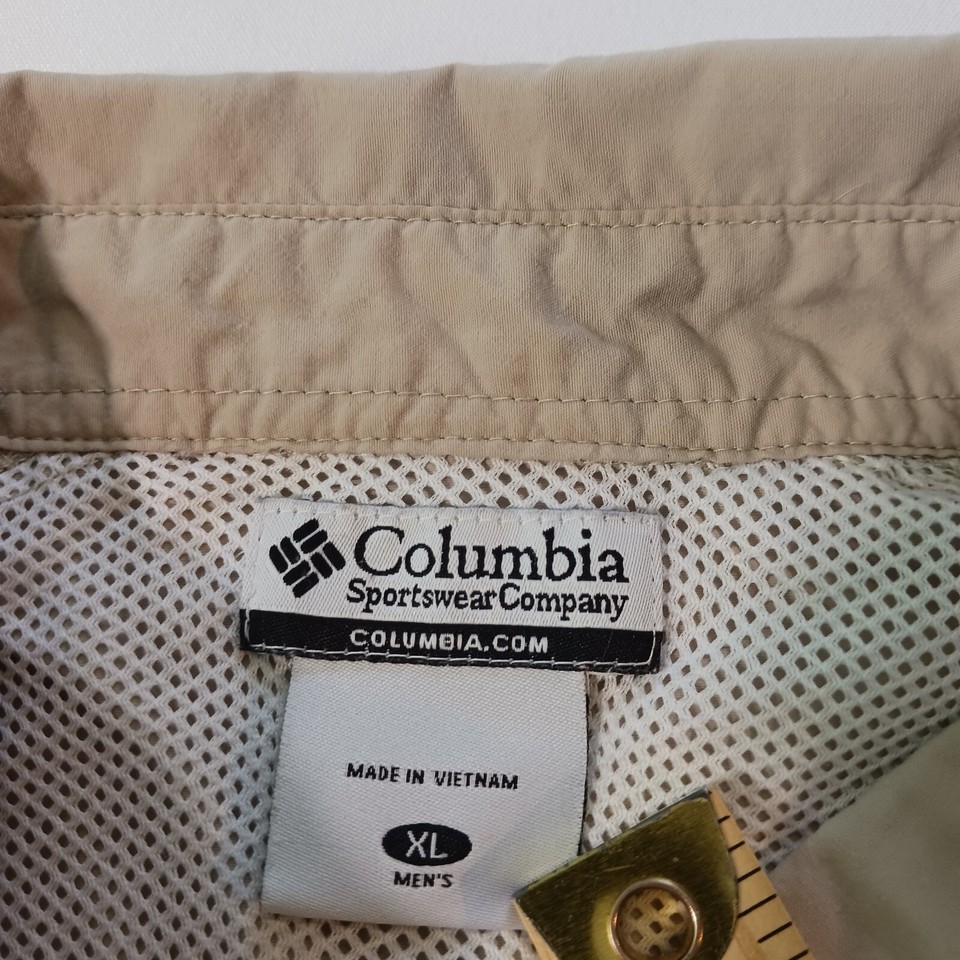 Columbia
Sportswear Company
COLUMBIA.COM
MADE IN VIETNAM
XL
MEN'S